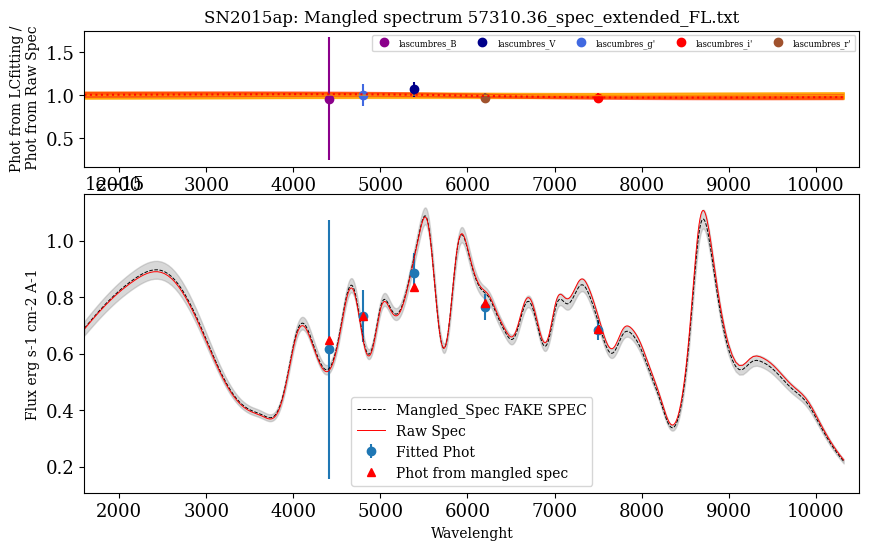 SN2015ap: Mangled spectrum 57310.36_spec_extended_FL.txt
Phot from LCfitting /
Phot from Raw Spec
1.5
1.0
0.5
lascumbres_B
lascumbres_V
lascumbres_g'
lascumbres_i'
lascumbres_r'
2000 3000 4000 5000 6000 7000 8000 9000 10000
1e−15
Flux erg s-1 cm-2 A-1
1.0
0.8
0.6
0.4
0.2
Mangled_Spec FAKE SPEC
Raw Spec
Fitted Phot
Phot from mangled spec
2000 3000 4000 5000 6000 7000 8000 9000 10000
Wavelenght